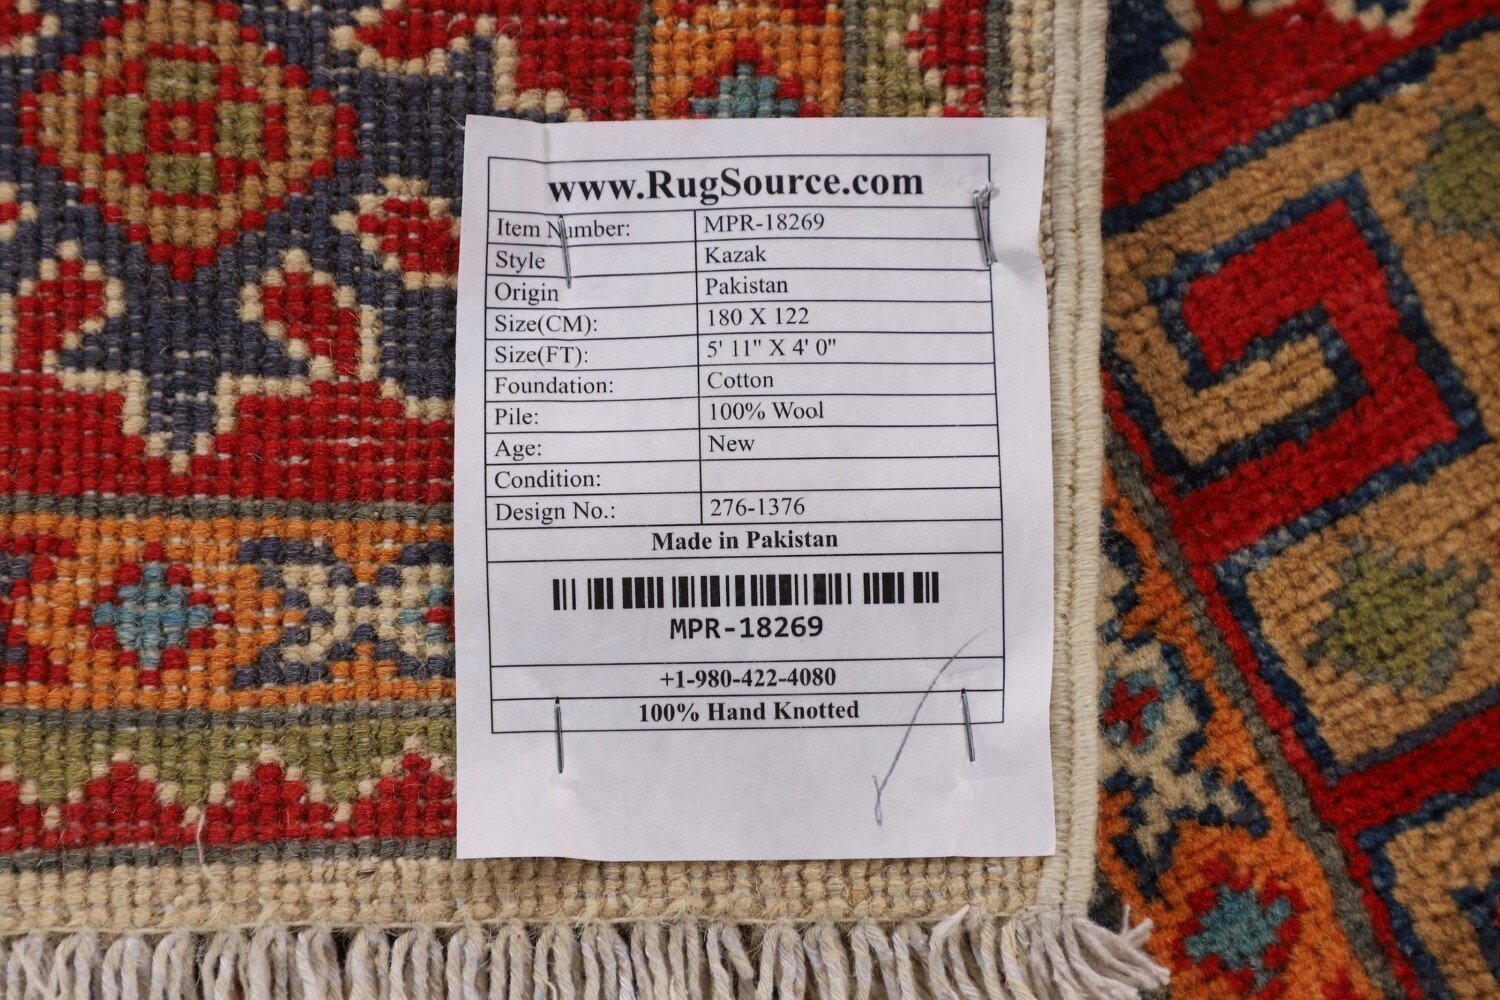 www.RugSource.com
Item Number: MPR-18269
Style Kazak
Origin Pakistan
Size(CM): 180 X 122
Size(FT): 5' 11" X 4' 0"
Foundation: Cotton
Pile: 100% Wool
Age: New
Condition:
Design No.: 276-1376
Made in Pakistan
MPR-18269
+1-980-422-4080
100% Hand Knotted